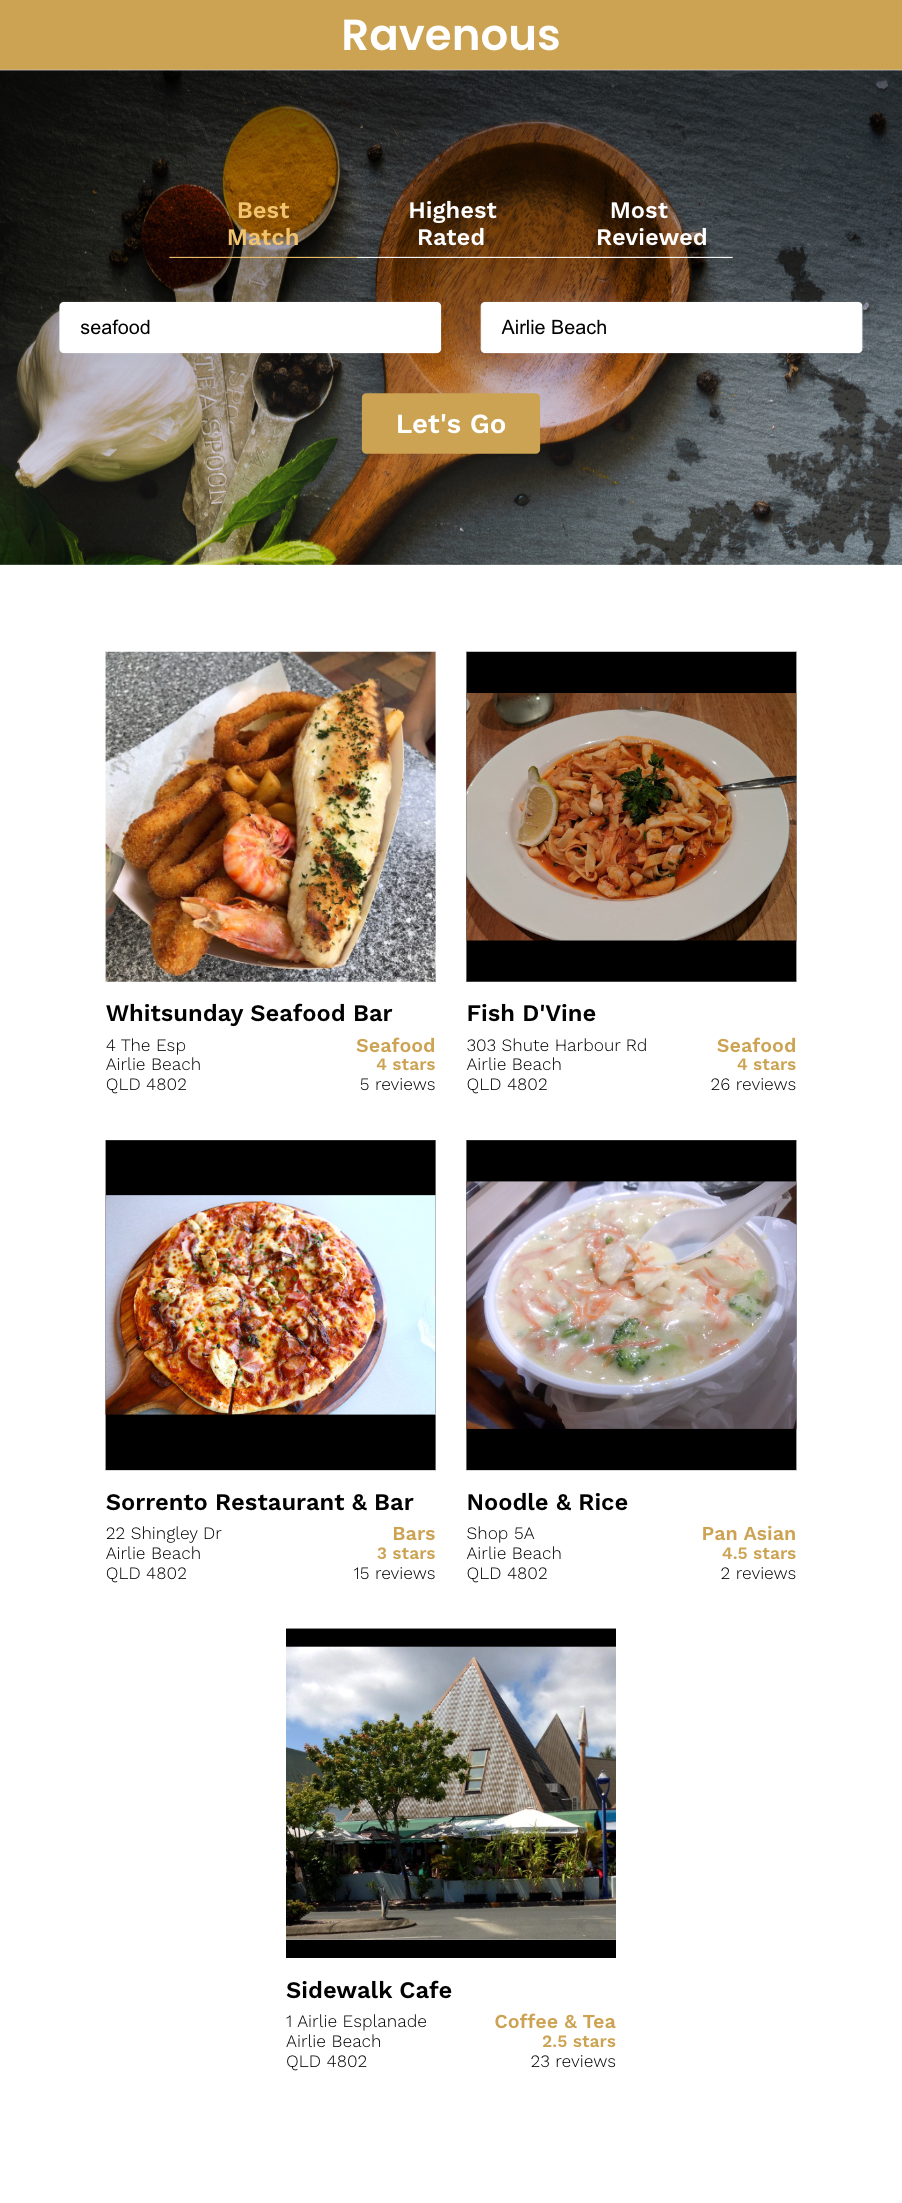 Ravenous
Best Match
Highest Rated
Most Reviewed
seafood
Airlie Beach
TEASPOON
Let's Go
Whitsunday Seafood Bar
4 The Esp
Seafood
Airlie Beach
4 stars
QLD 4802
5 reviews
Fish D'Vine
303 Shute Harbour Rd
Seafood
Airlie Beach
4 stars
QLD 4802
26 reviews
Sorrento Restaurant & Bar
22 Shingley Dr
Bars
Airlie Beach
3 stars
QLD 4802
15 reviews
Noodle & Rice
Shop 5A
Pan Asian
Airlie Beach
4.5 stars
QLD 4802
2 reviews
Sidewalk Cafe
1 Airlie Esplanade
Coffee & Tea
Airlie Beach
2.5 stars
QLD 4802
23 reviews